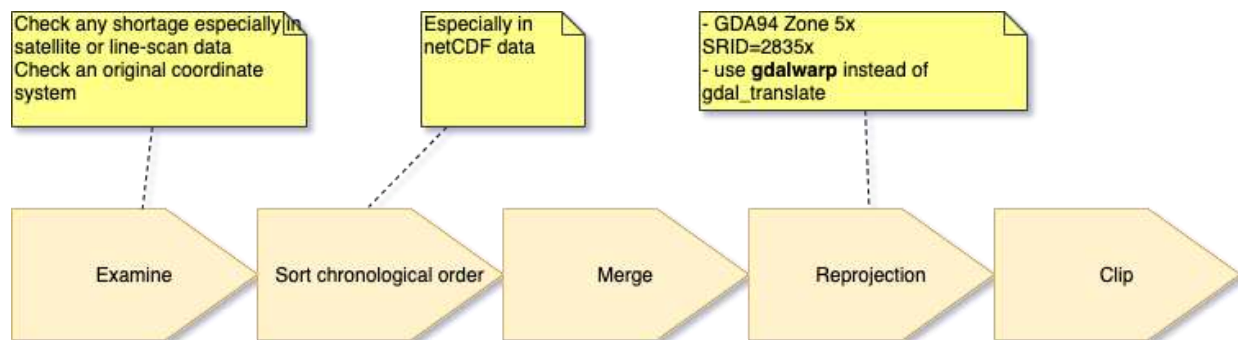 Check any shortage especially in
satellite or line-scan data
Check an original coordinate
system
Especially in
netCDF data
- GDA94 Zone 5x
SRID=2835x
- use gdalwarp instead of
gdal_translate
Examine
Sort chronological order
Merge
Reprojection
Clip